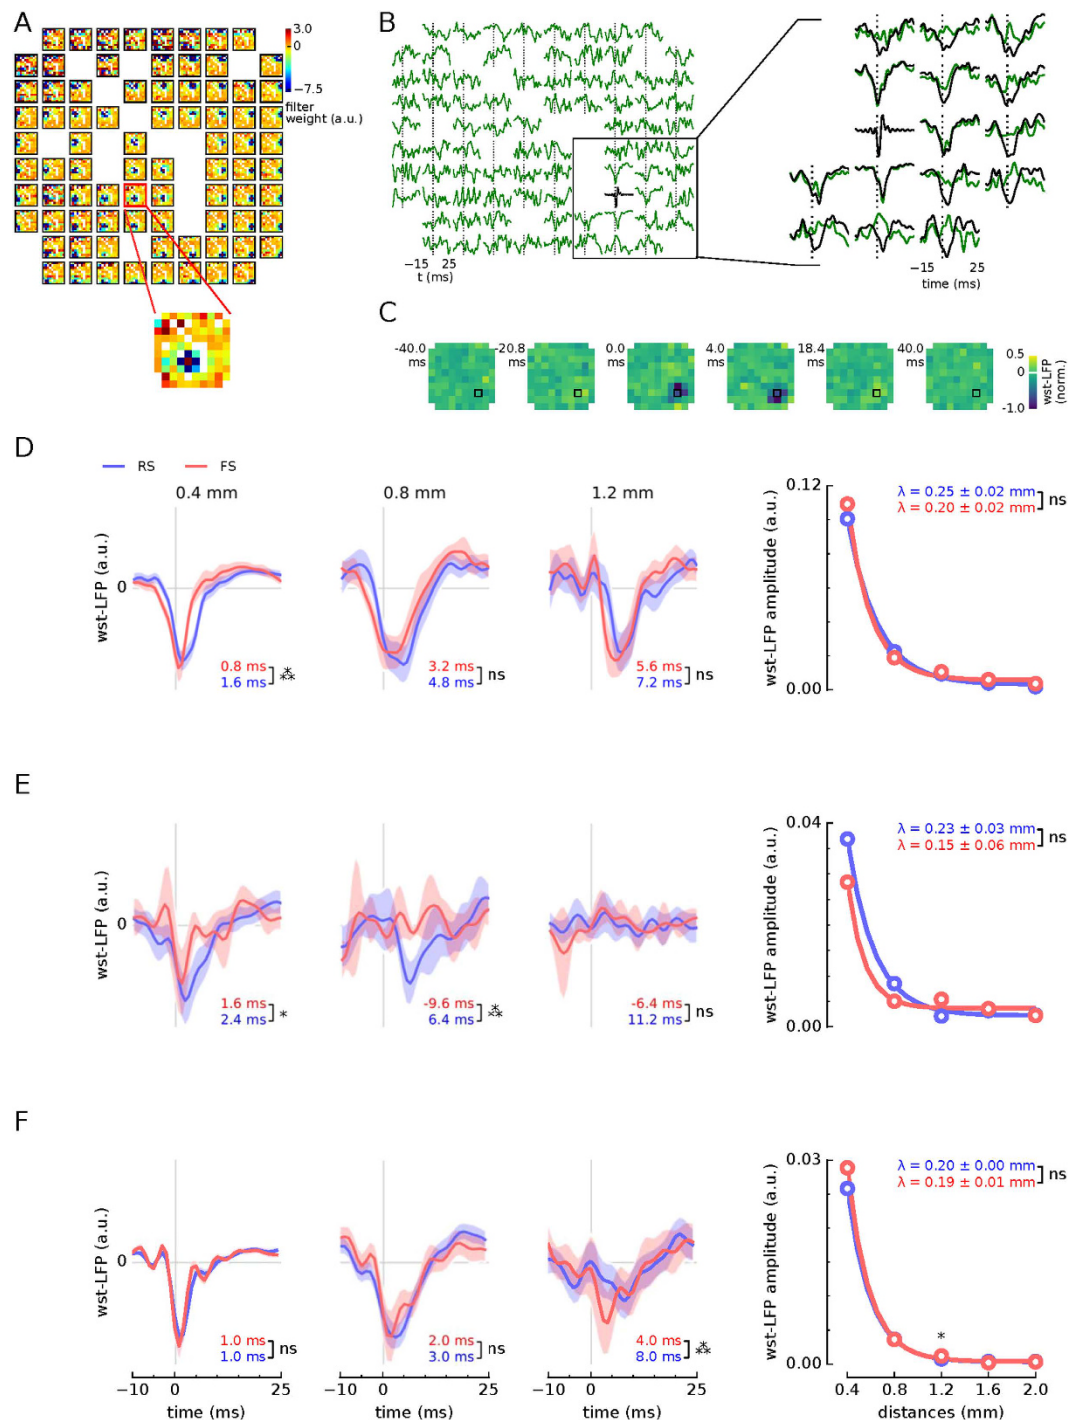 A
3.0
0
−7.5
filter
weight (a.u.)
B
−15 25
t (ms)
−15 25
time (ms)
C
-40.0
ms
-20.8
ms
0.0
ms
4.0
ms
18.4
ms
40.0
ms
0.5
0
-1.0
wst-LFP
(norm.)
D
RS FS
0.4 mm 0.8 mm 1.2 mm
wst-LFP (a.u.)
0
0.8 ms
1.6 ms
⁂
3.2 ms
4.8 ms
ns
5.6 ms
7.2 ms
ns
wst-LFP amplitude (a.u.)
0.12
0.00
λ = 0.25 ± 0.02 mm
λ = 0.20 ± 0.02 mm
ns
E
wst-LFP (a.u.)
0
1.6 ms
2.4 ms
*
-9.6 ms
6.4 ms
⁂
-6.4 ms
11.2 ms
ns
wst-LFP amplitude (a.u.)
0.04
0.00
λ = 0.23 ± 0.03 mm
λ = 0.15 ± 0.06 mm
ns
F
wst-LFP (a.u.)
0
1.0 ms
1.0 ms
ns
2.0 ms
3.0 ms
ns
4.0 ms
8.0 ms
⁂
−10 0 25
time (ms)
−10 0 25
time (ms)
−10 0 25
time (ms)
wst-LFP amplitude (a.u.)
0.03
0.00
λ = 0.20 ± 0.00 mm
λ = 0.19 ± 0.01 mm
ns
*
0.4 0.8 1.2 1.6 2.0
distances (mm)